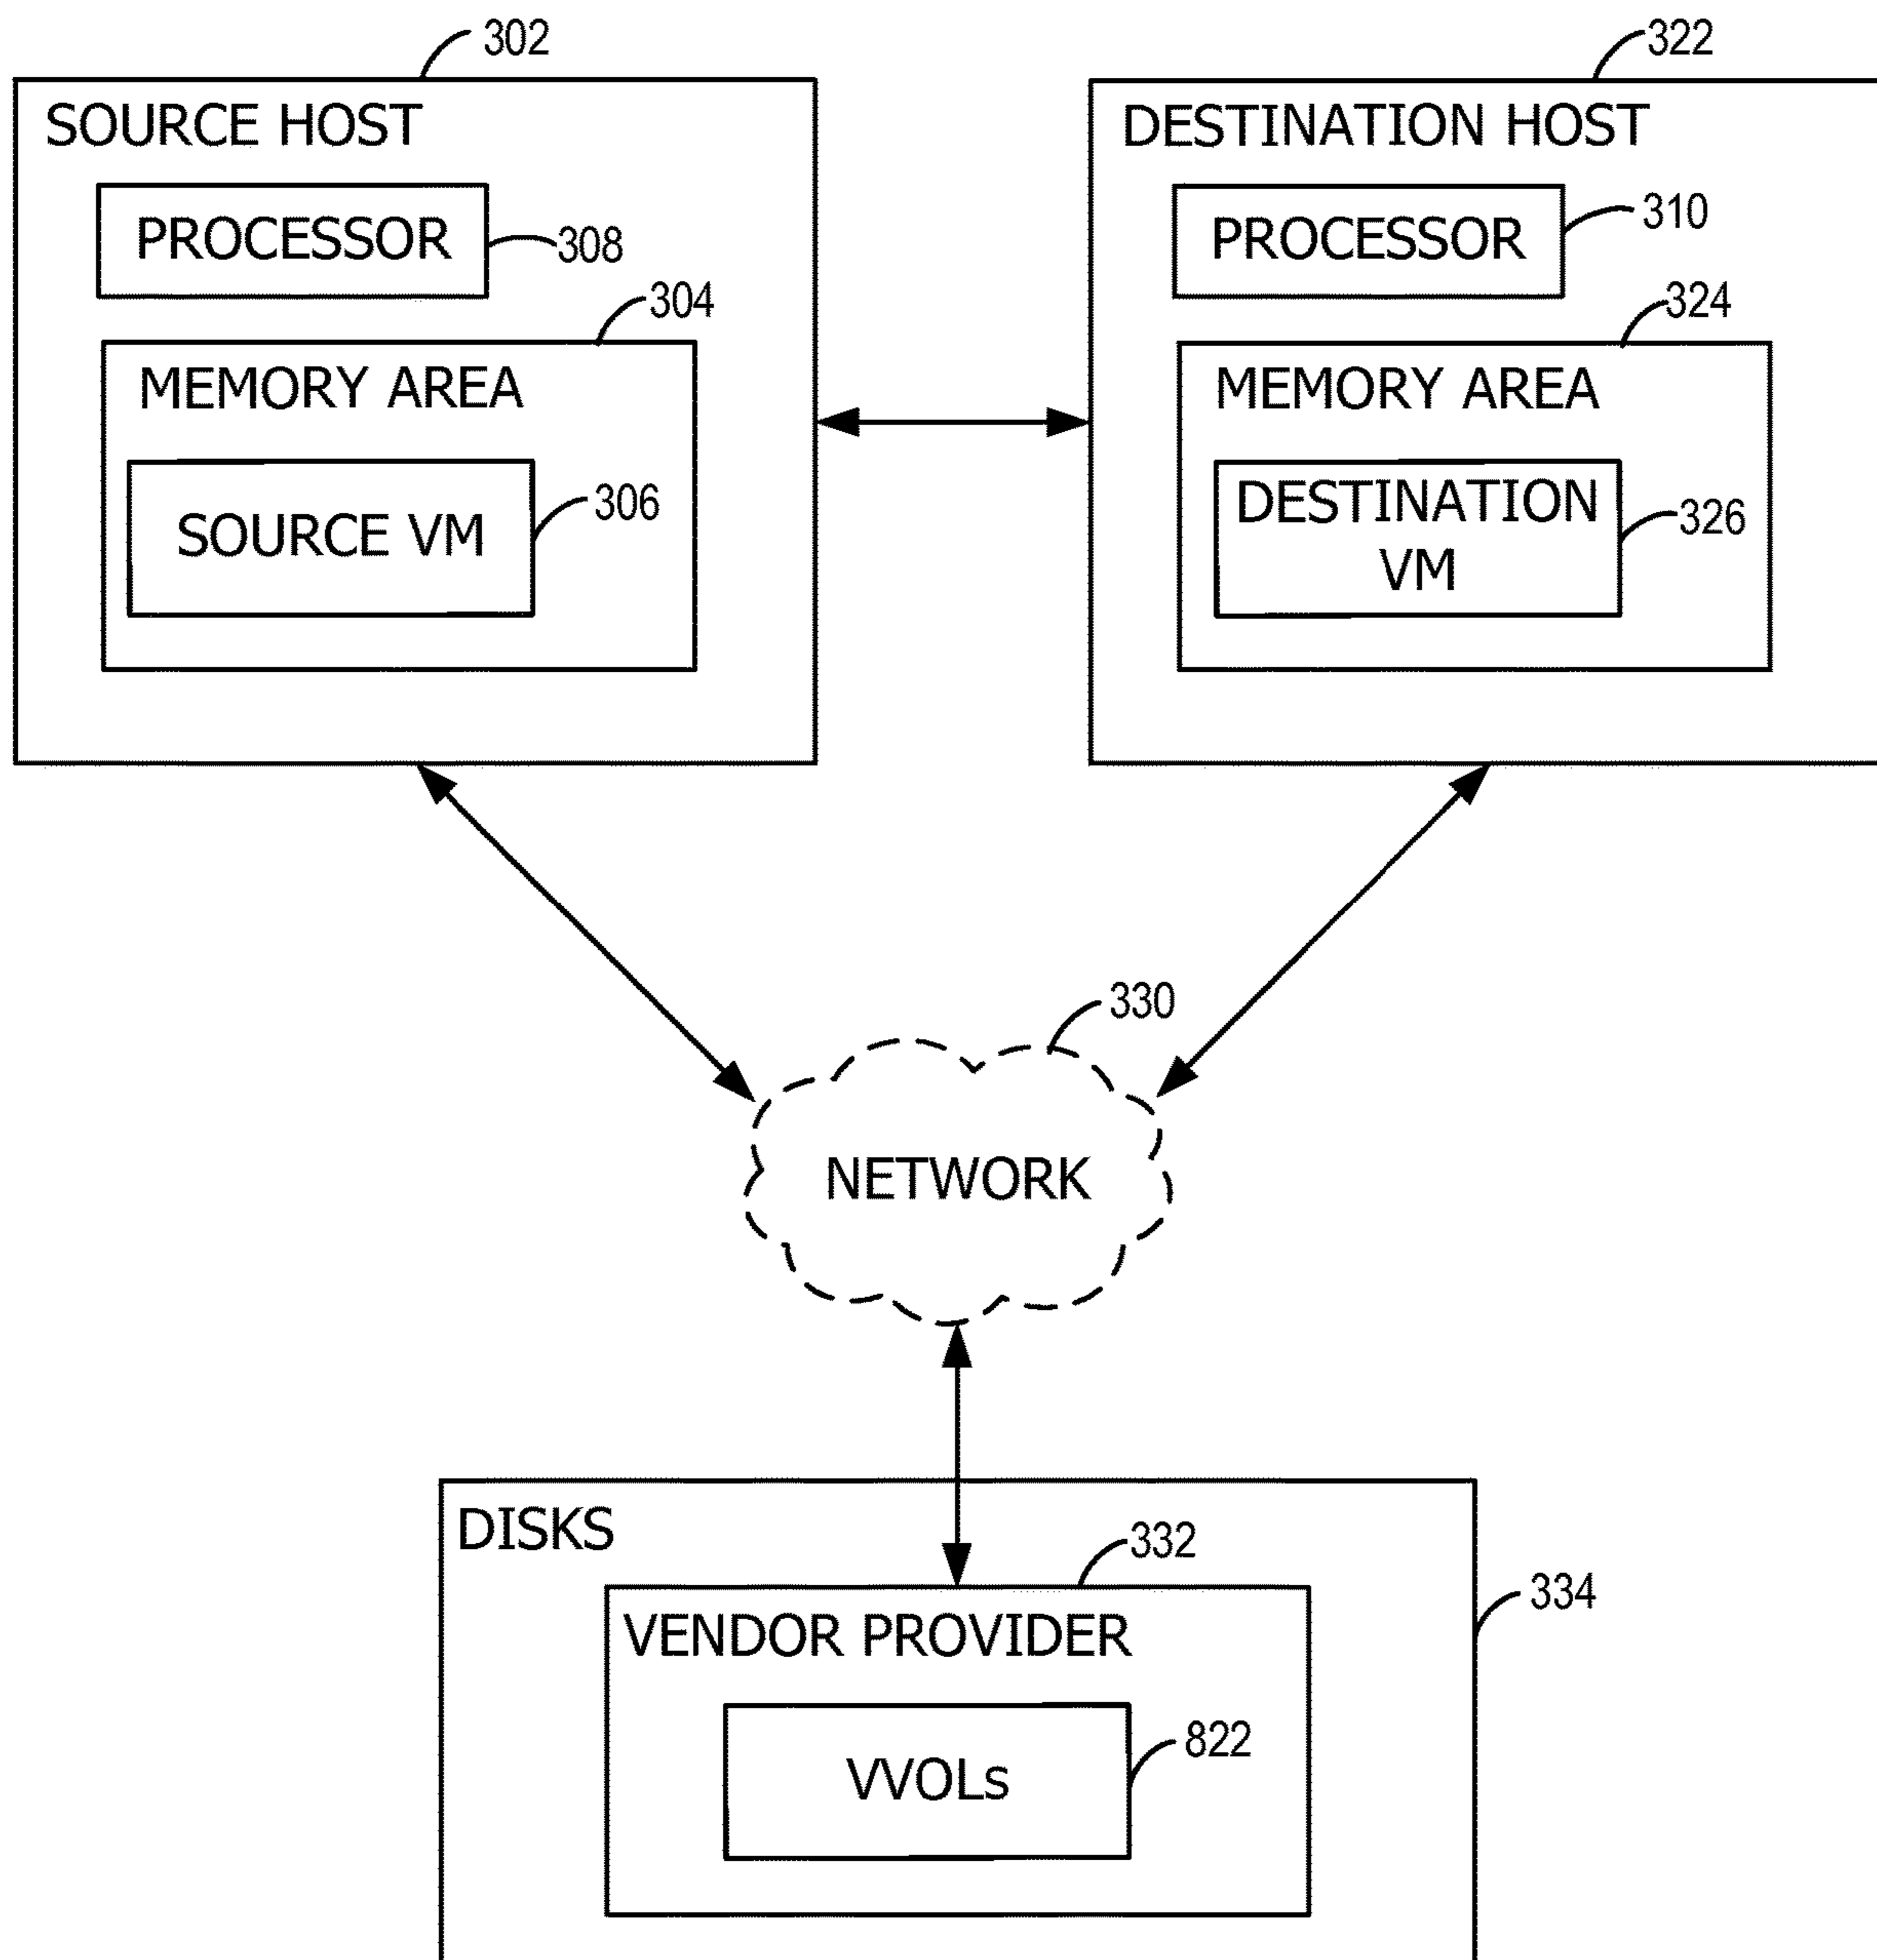 302
SOURCE HOST
PROCESSOR
308
304
MEMORY AREA
SOURCE VM
306
322
DESTINATION HOST
PROCESSOR
310
324
MEMORY AREA
DESTINATION
VM
326
330
NETWORK
DISKS
332
334
VENDOR PROVIDER
VVOLs
822